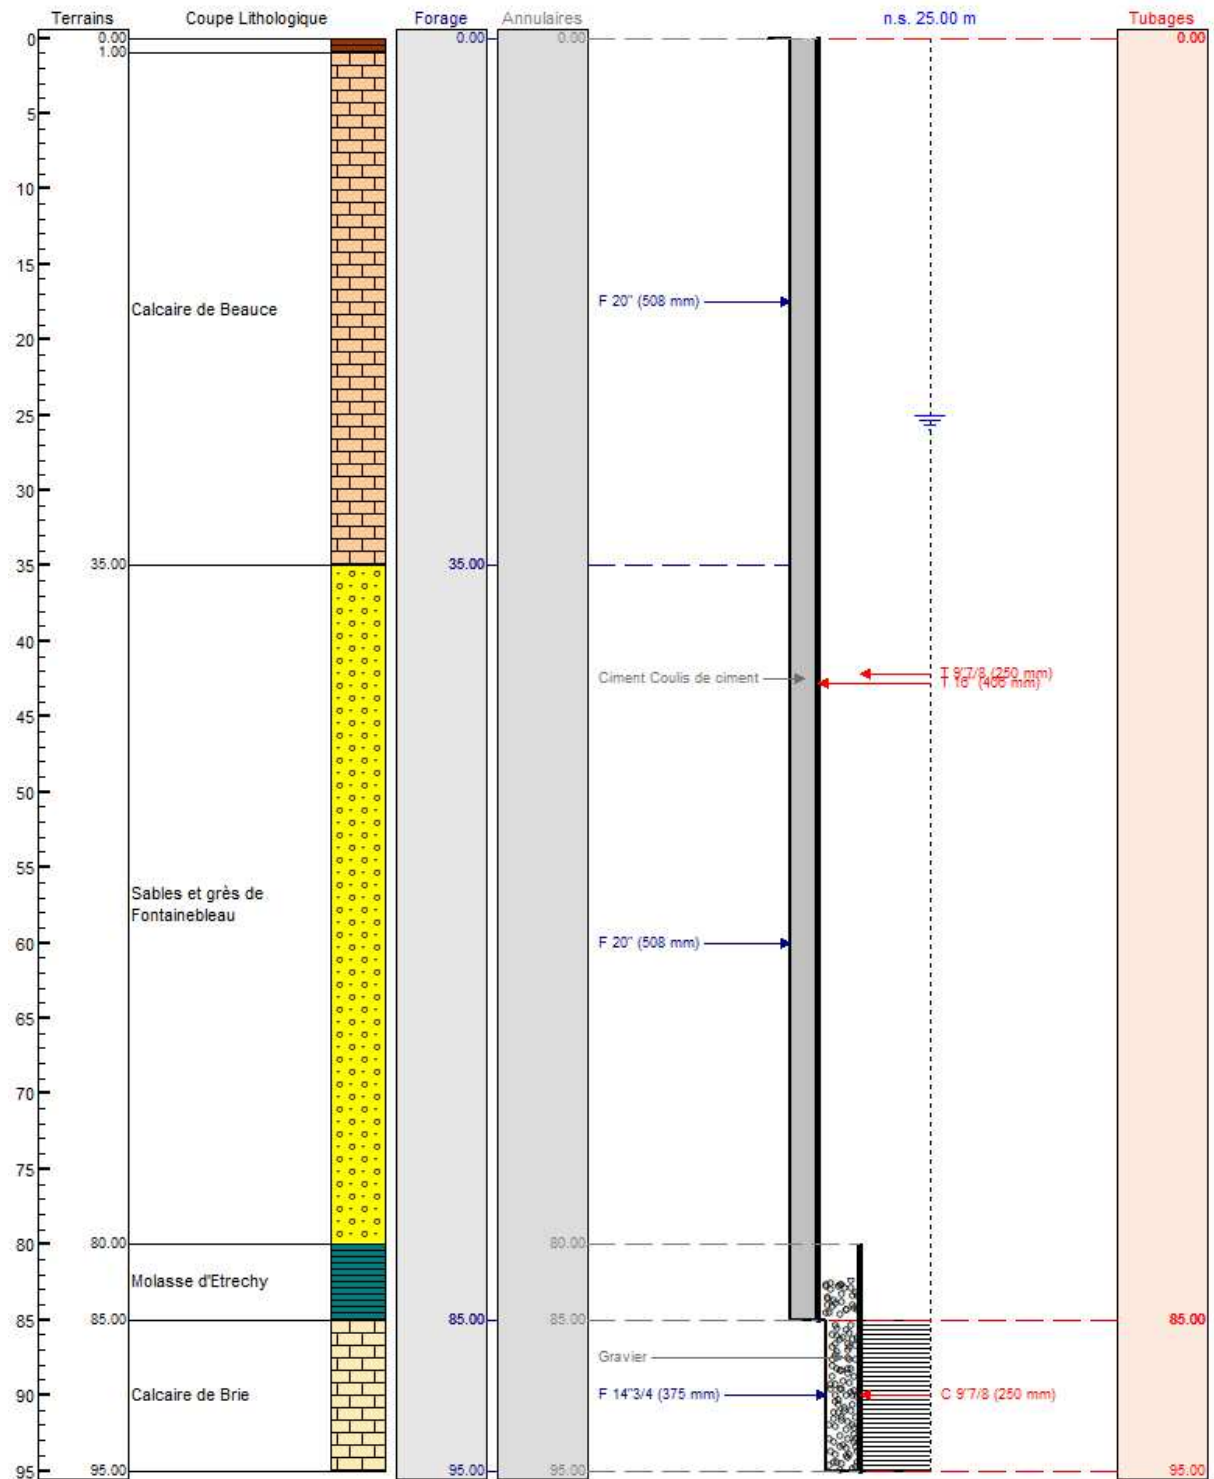 Terrains Coupe Lithologique Forage Annulaires n.s. 25.00 m Tubages
0 0.00 0.00 0.00 0.00
1.00
5
10
15
F 20" (508 mm)
Calcaire de Beauce
20
25
30
35 35.00 35.00
40
T 9"7/8 (250 mm)
Ciment Coulis de ciment
T 16" (406 mm)
45
50
55
Sables et grès de
Fontainebleau
60 F 20" (508 mm)
65
70
75
80 80.00 80.00
Molasse d'Etrechy
85 85.00 85.00 85.00 85.00
Gravier
90 Calcaire de Brie F 14"3/4 (375 mm) C 9"7/8 (250 mm)
95 95.00 95.00 95.00 95.00